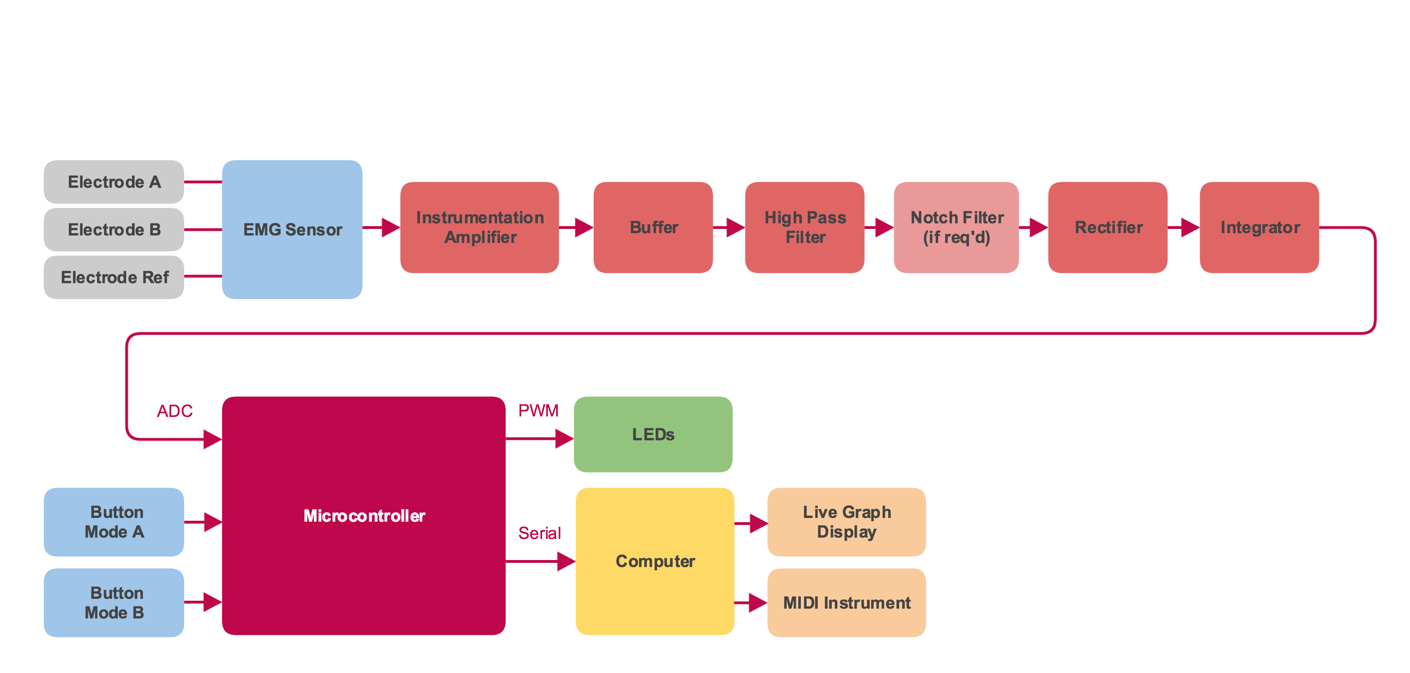 Electrode A
Electrode B
Electrode Ref
EMG Sensor
Instrumentation
Amplifier
Buffer
High Pass
Filter
Notch Filter
(if req'd)
Rectifier
Integrator
ADC
Button
Mode A
Button
Mode B
Microcontroller
PWM
LEDs
Serial
Computer
Live Graph
Display
MIDI Instrument